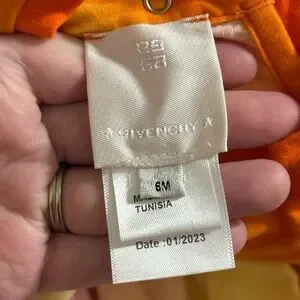 ★ GIVENCHY ★
6M
TUNISIA
Date :01/2023